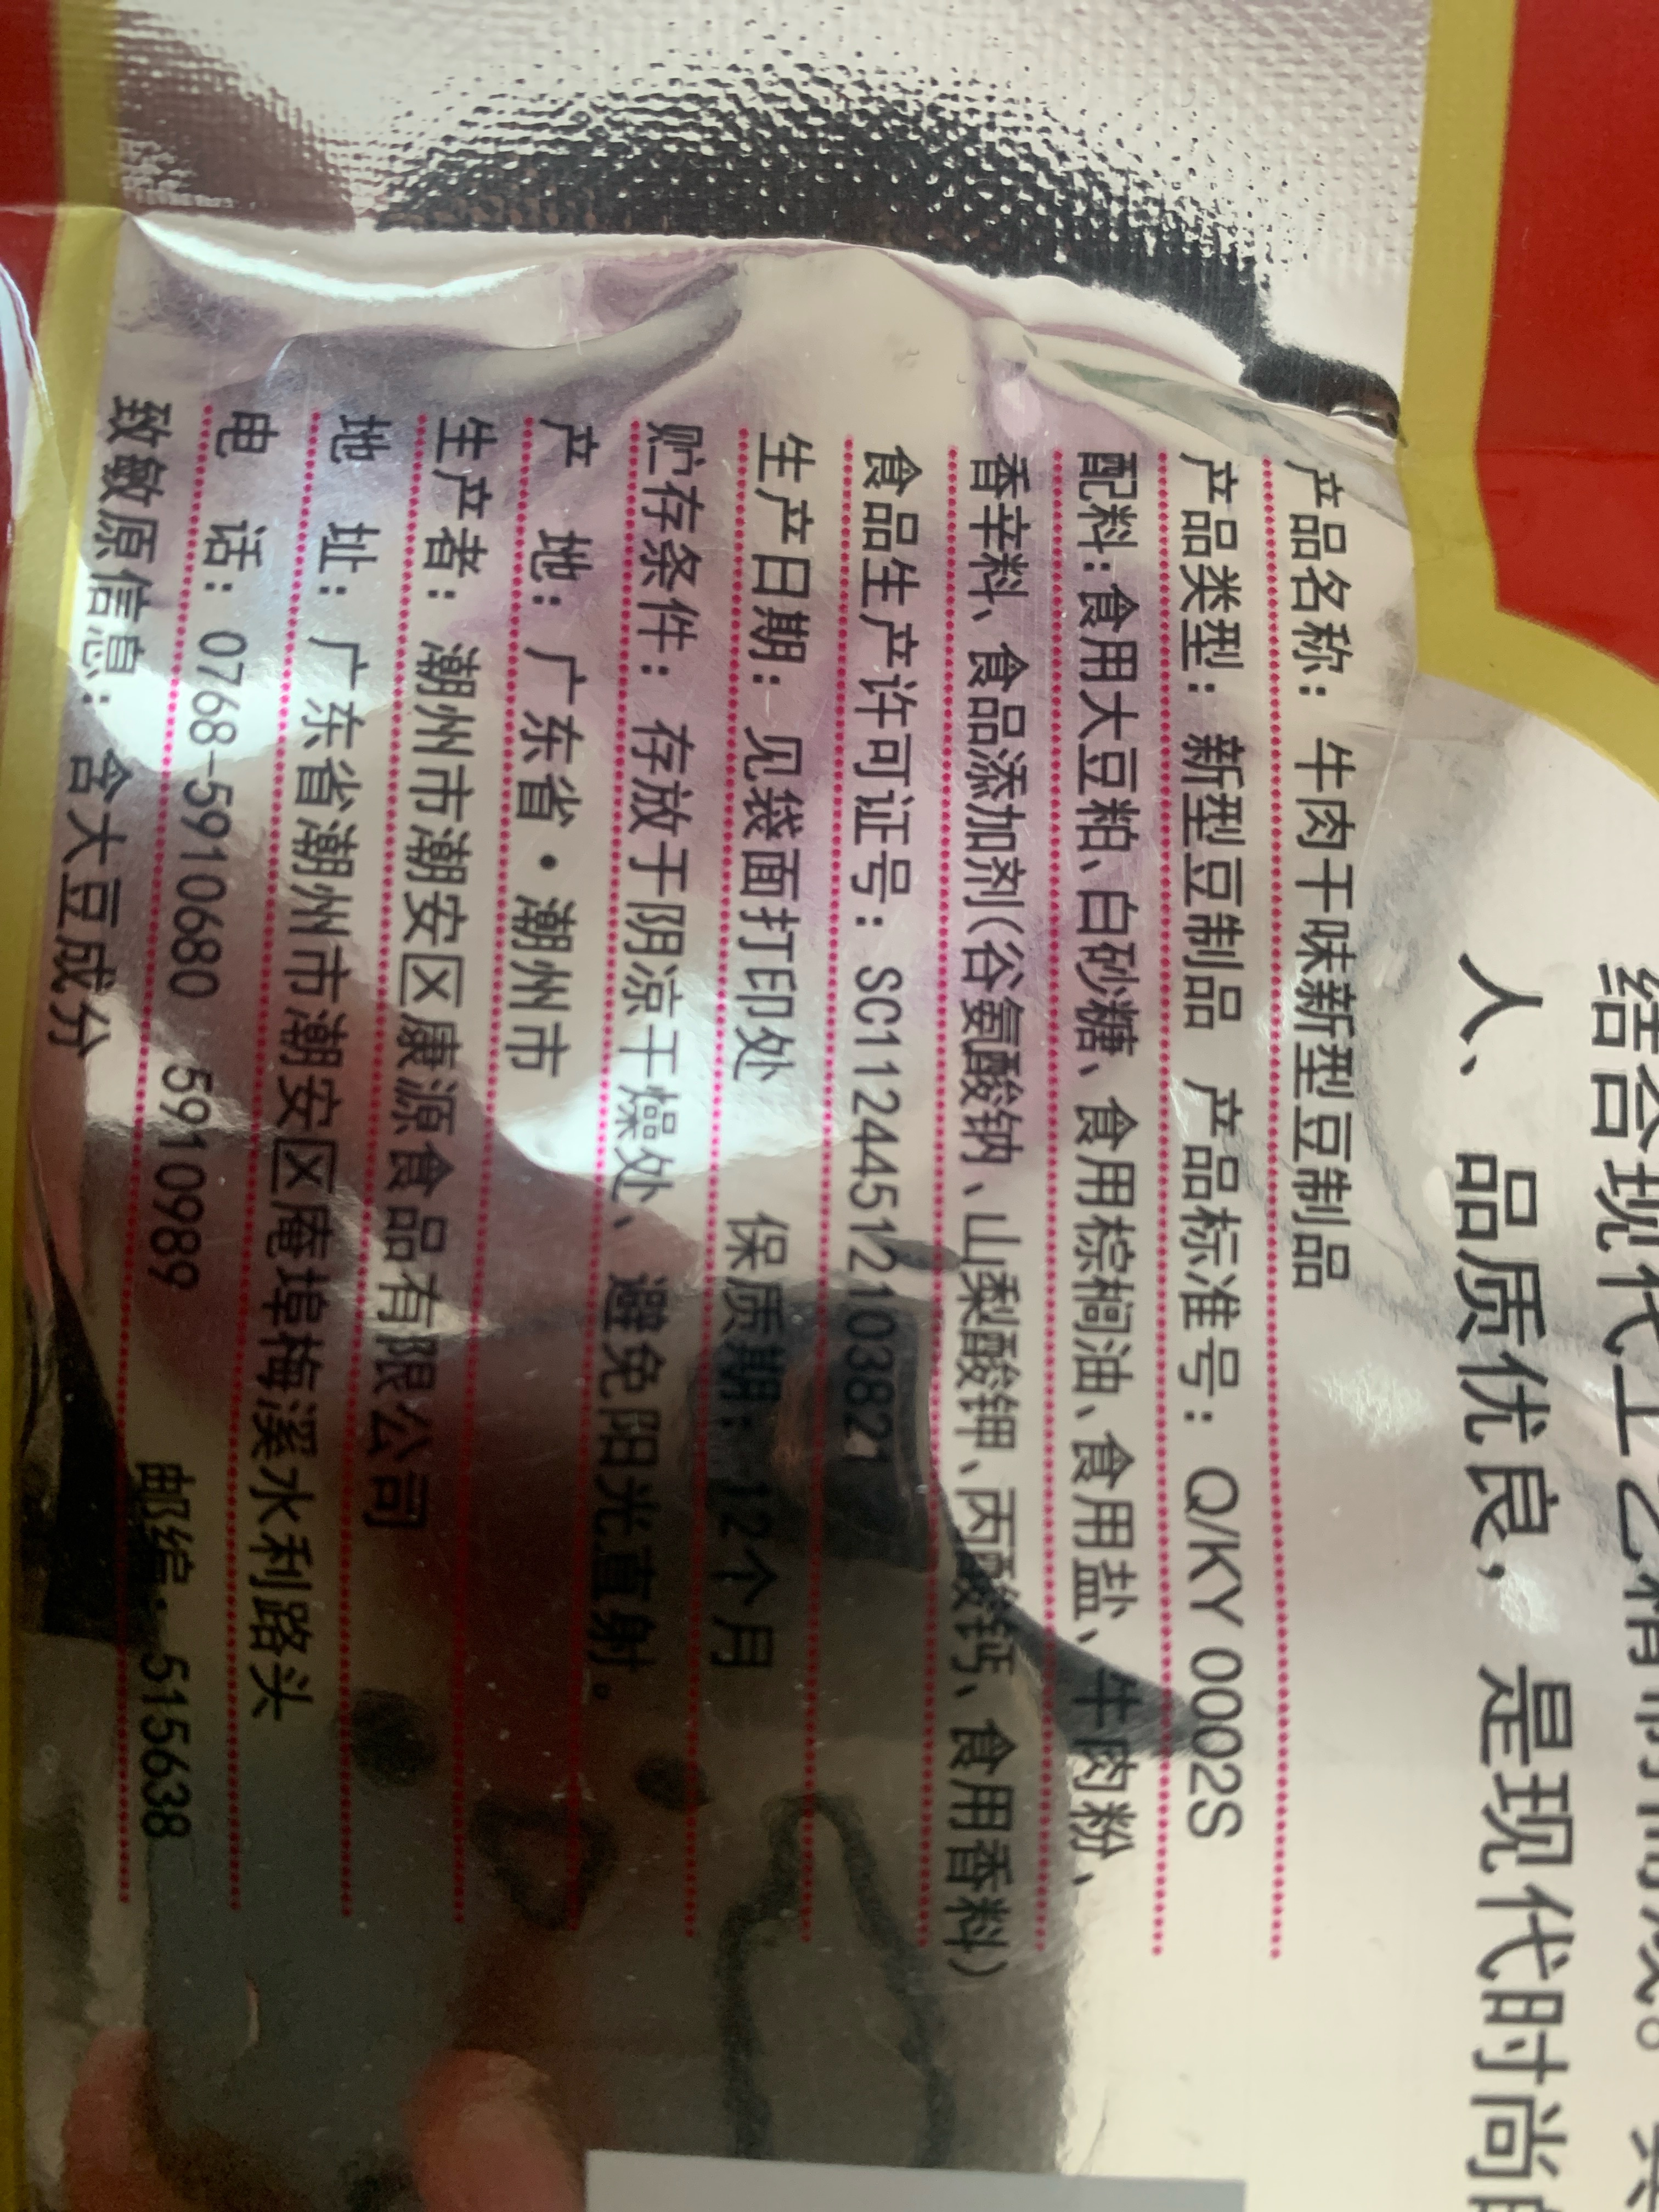 结合现代工艺精
人、品质优良，是现代时尚
产品名称：牛肉干味新型豆制品
产品类型：新型豆制品 产品标准号：Q/KY 0002S
配料：食用大豆粕、白砂糖、食用棕榈油、食用盐、牛肉粉、
香辛料、食品添加剂（谷氨酸钠、山梨酸钾、丙酸钙、食用香料）
食品生产许可证号：SC11244512103821
生产日期：见袋面打印处 保质期：12个月
贮存条件：存放于阴凉干燥处、避免阳光直射。
产 地：广东省·潮州市
生产者：潮州市潮安区康源食品有限公司
地 址：广东省潮州市潮安区庵埠梅溪水利路头
电 话：0768-5910680 5910989 邮编：515638
致敏原信息：含大豆成分